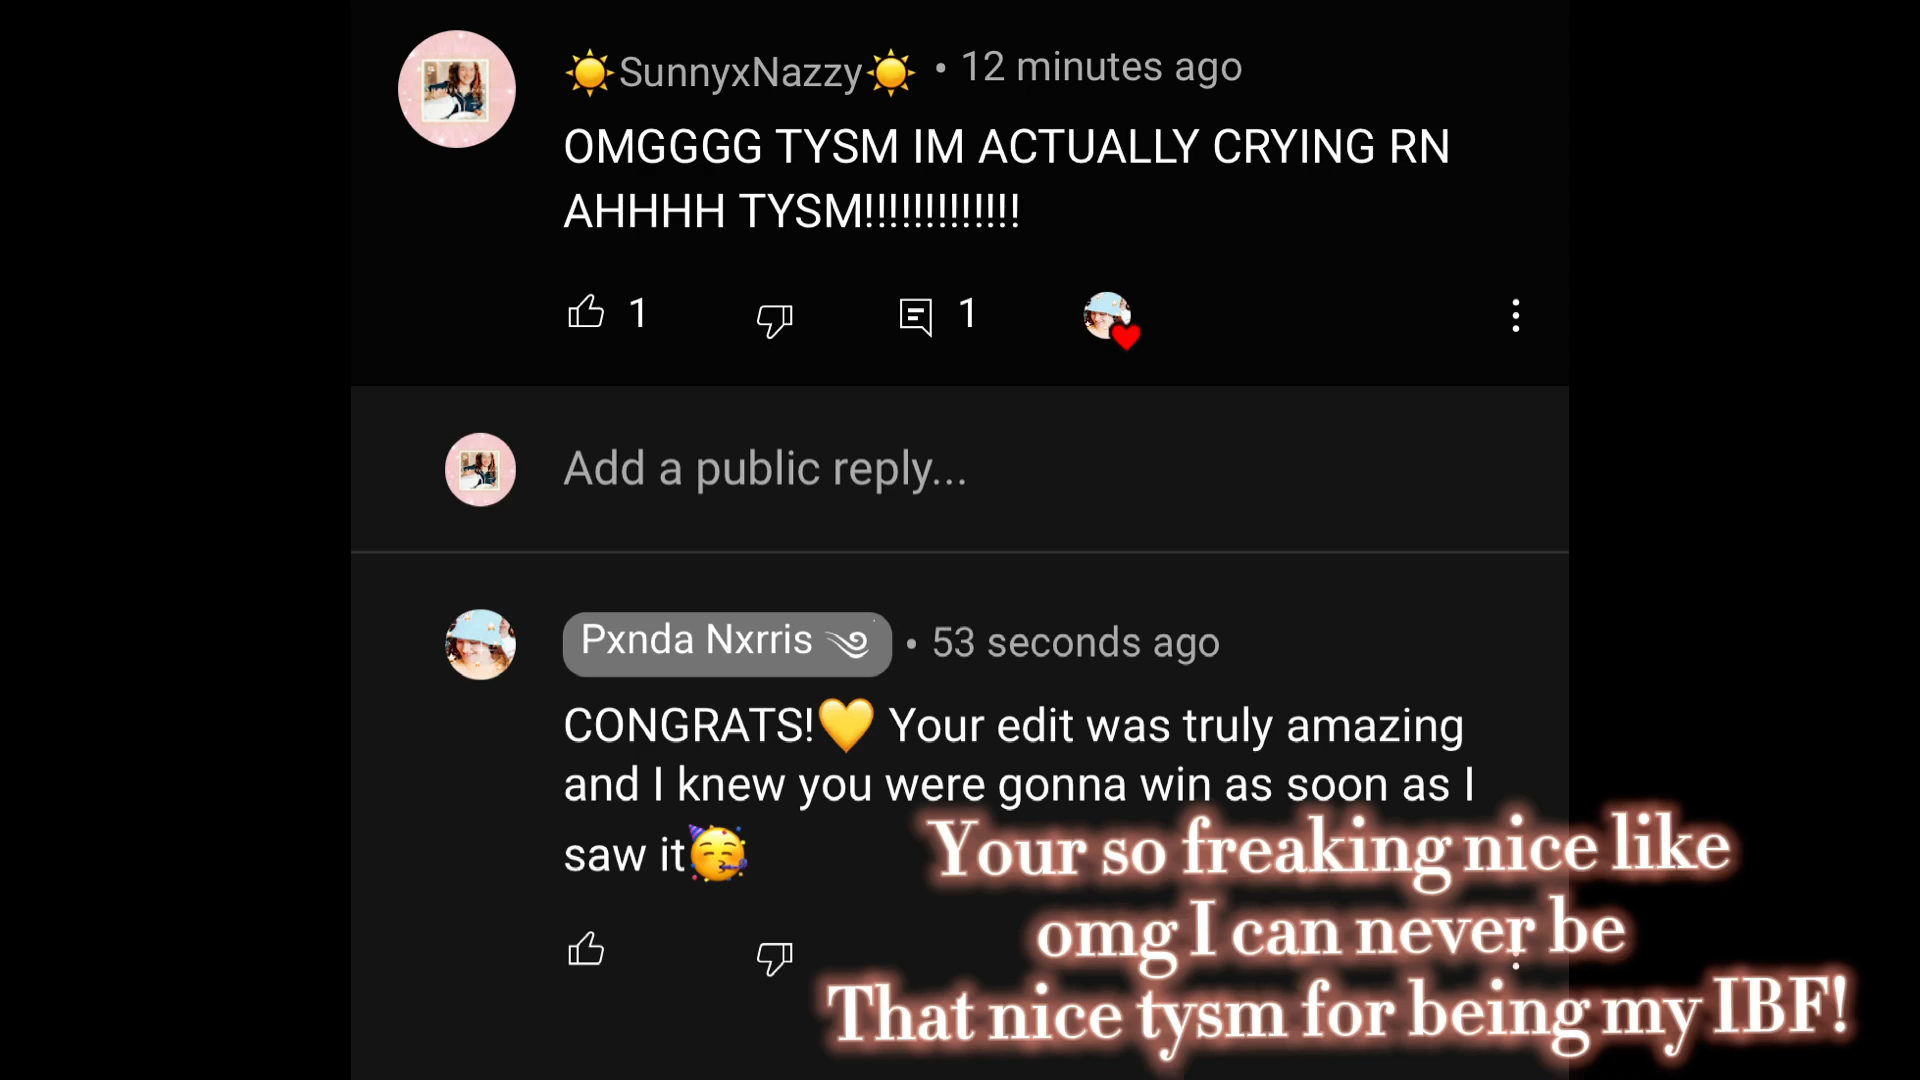 ☀️SunnyxNazzy☀️ • 12 minutes ago
OMGGGG TYSM IM ACTUALLY CRYING RN
AHHHH TYSM!!!!!!!!!!!!!
1 1
Add a public reply...
Pxnda Nxrris • 53 seconds ago
CONGRATS!💛 Your edit was truly amazing
and I knew you were gonna win as soon as I
saw it🥳
Your so freaking nice like
omg I can never be
That nice tysm for being my IBF!